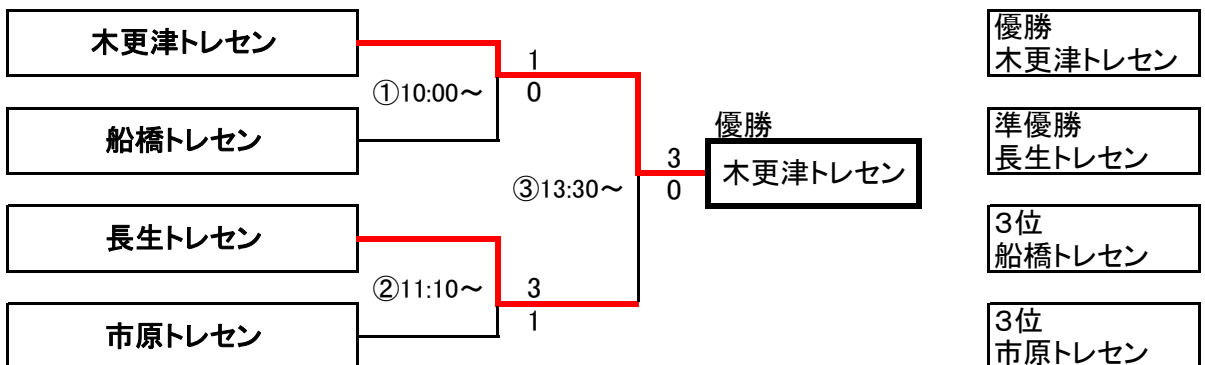 木更津トレセン
①10:00～
1
0
船橋トレセン
長生トレセン
②11:10～
3
1
市原トレセン
③13:30～
3
0
優勝
木更津トレセン
優勝
木更津トレセン
準優勝
長生トレセン
3位
船橋トレセン
3位
市原トレセン